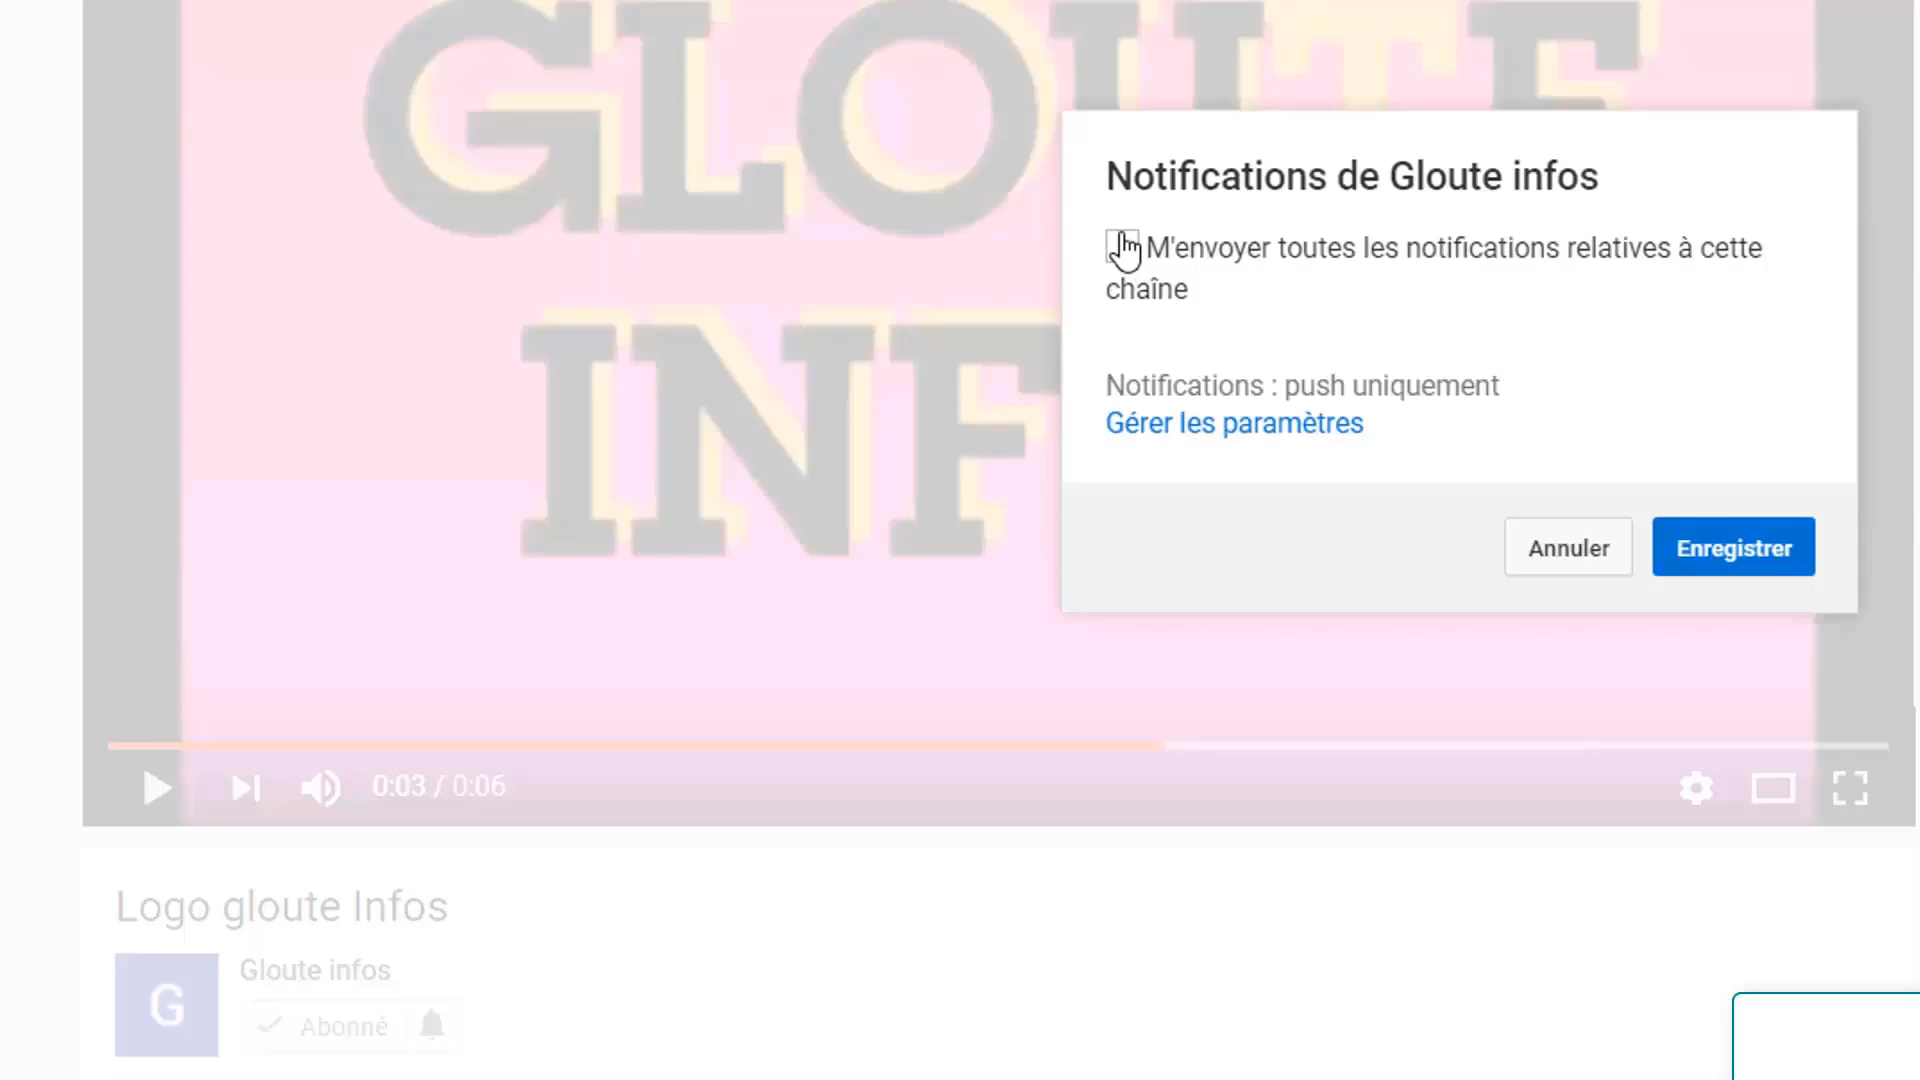 GLOUTE
INF
Notifications de Gloute infos
M'envoyer toutes les notifications relatives à cette
chaîne
Notifications : push uniquement
Gérer les paramètres
Annuler
Enregistrer
0:03 / 0:06
Logo gloute Infos
G
Gloute infos
Abonné